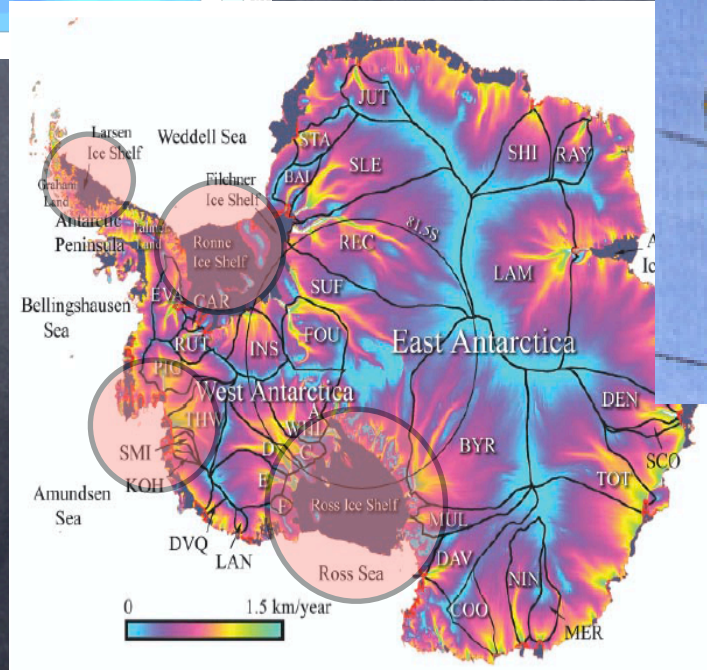 JUT
Larsen
Ice Shelf
Weddell Sea
STA
SHI
RAY
BAI
SLE
Filchner
Ice Shelf
Graham
Land
Antarctic
Peninsula
Palmer
Land
Ronne
Ice Shelf
REC
81.5S
LAM
A
Ic
EVA
CAR
SUF
Bellingshausen
Sea
RUT
INS
FOU
East Antarctica
PIG
West Antarctica
DEN
THW
A
WHI
SMI
D
C
BYR
SCO
KOH
E
TOT
Amundsen
Sea
F
Ross Ice Shelf
MUL
DVQ
LAN
Ross Sea
DAV
NIN
COO
MER
0
1.5 km/year